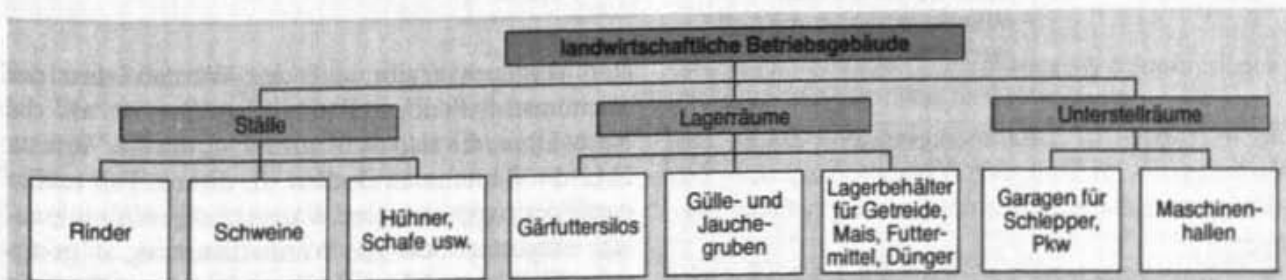 landwirtschaftliche Betriebsgebäude
Ställe
Lagerräume
Unterstellräume
Rinder
Schweine
Hühner,
Schafe usw.
Gärfuttersilos
Gülle- und
Jauche-
gruben
Lagerbehälter
für Getreide,
Mais, Futter-
mittel, Dünger
Garagen für
Schlepper,
Pkw
Maschinen-
hallen